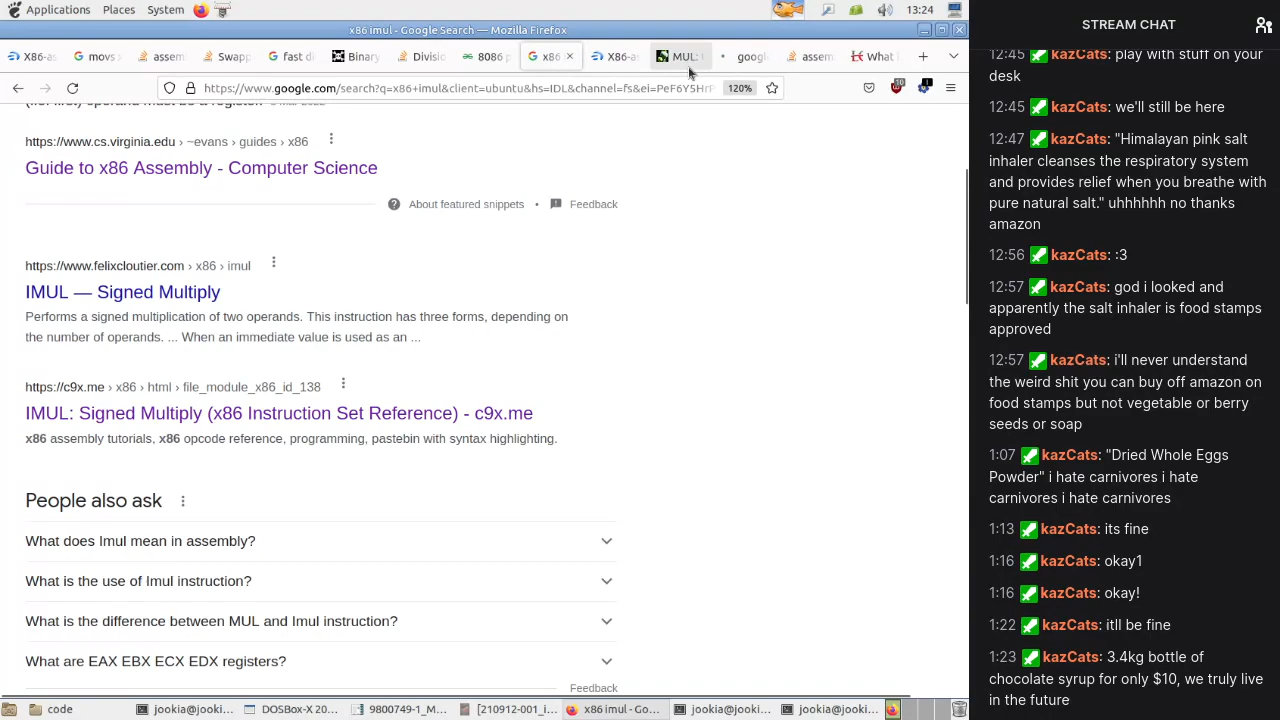 Applications Places System 13:24
x86 imul - Google Search — Mozilla Firefox
X86-as movs assem Swapp fast di Binary Divisio 8086 p x86 X86-as MUL: googl assem What I
https://www.google.com/search?q=x86+imul&client=ubuntu&hs=IDL&channel=fs&ei=PeF6Y5HrP 120% 10
https://www.cs.virginia.edu › ~evans › guides › x86
Guide to x86 Assembly - Computer Science
About featured snippets • Feedback
https://www.felixcloutier.com › x86 › imul
IMUL — Signed Multiply
Performs a signed multiplication of two operands. This instruction has three forms, depending on
the number of operands. ... When an immediate value is used as an ...
https://c9x.me › x86 › html › file_module_x86_id_138
IMUL: Signed Multiply (x86 Instruction Set Reference) - c9x.me
x86 assembly tutorials, x86 opcode reference, programming, pastebin with syntax highlighting.
People also ask
What does Imul mean in assembly?
What is the use of Imul instruction?
What is the difference between MUL and Imul instruction?
What are EAX EBX ECX EDX registers?
Feedback
code jookia@jooki... DOSBox-X 20... 9800749-1_M... [210912-001_i... x86 imul - Go... jookia@jooki... jookia@jooki...
STREAM CHAT
12:45 kazCats: play with stuff on your
desk
12:45 kazCats: we'll still be here
12:47 kazCats: "Himalayan pink salt
inhaler cleanses the respiratory system
and provides relief when you breathe with
pure natural salt." uhhhhhh no thanks
amazon
12:56 kazCats: :3
12:57 kazCats: god i looked and
apparently the salt inhaler is food stamps
approved
12:57 kazCats: i'll never understand
the weird shit you can buy off amazon on
food stamps but not vegetable or berry
seeds or soap
1:07 kazCats: "Dried Whole Eggs
Powder" i hate carnivores i hate
carnivores i hate carnivores
1:13 kazCats: its fine
1:16 kazCats: okay1
1:16 kazCats: okay!
1:22 kazCats: itll be fine
1:23 kazCats: 3.4kg bottle of
chocolate syrup for only $10, we truly live
in the future